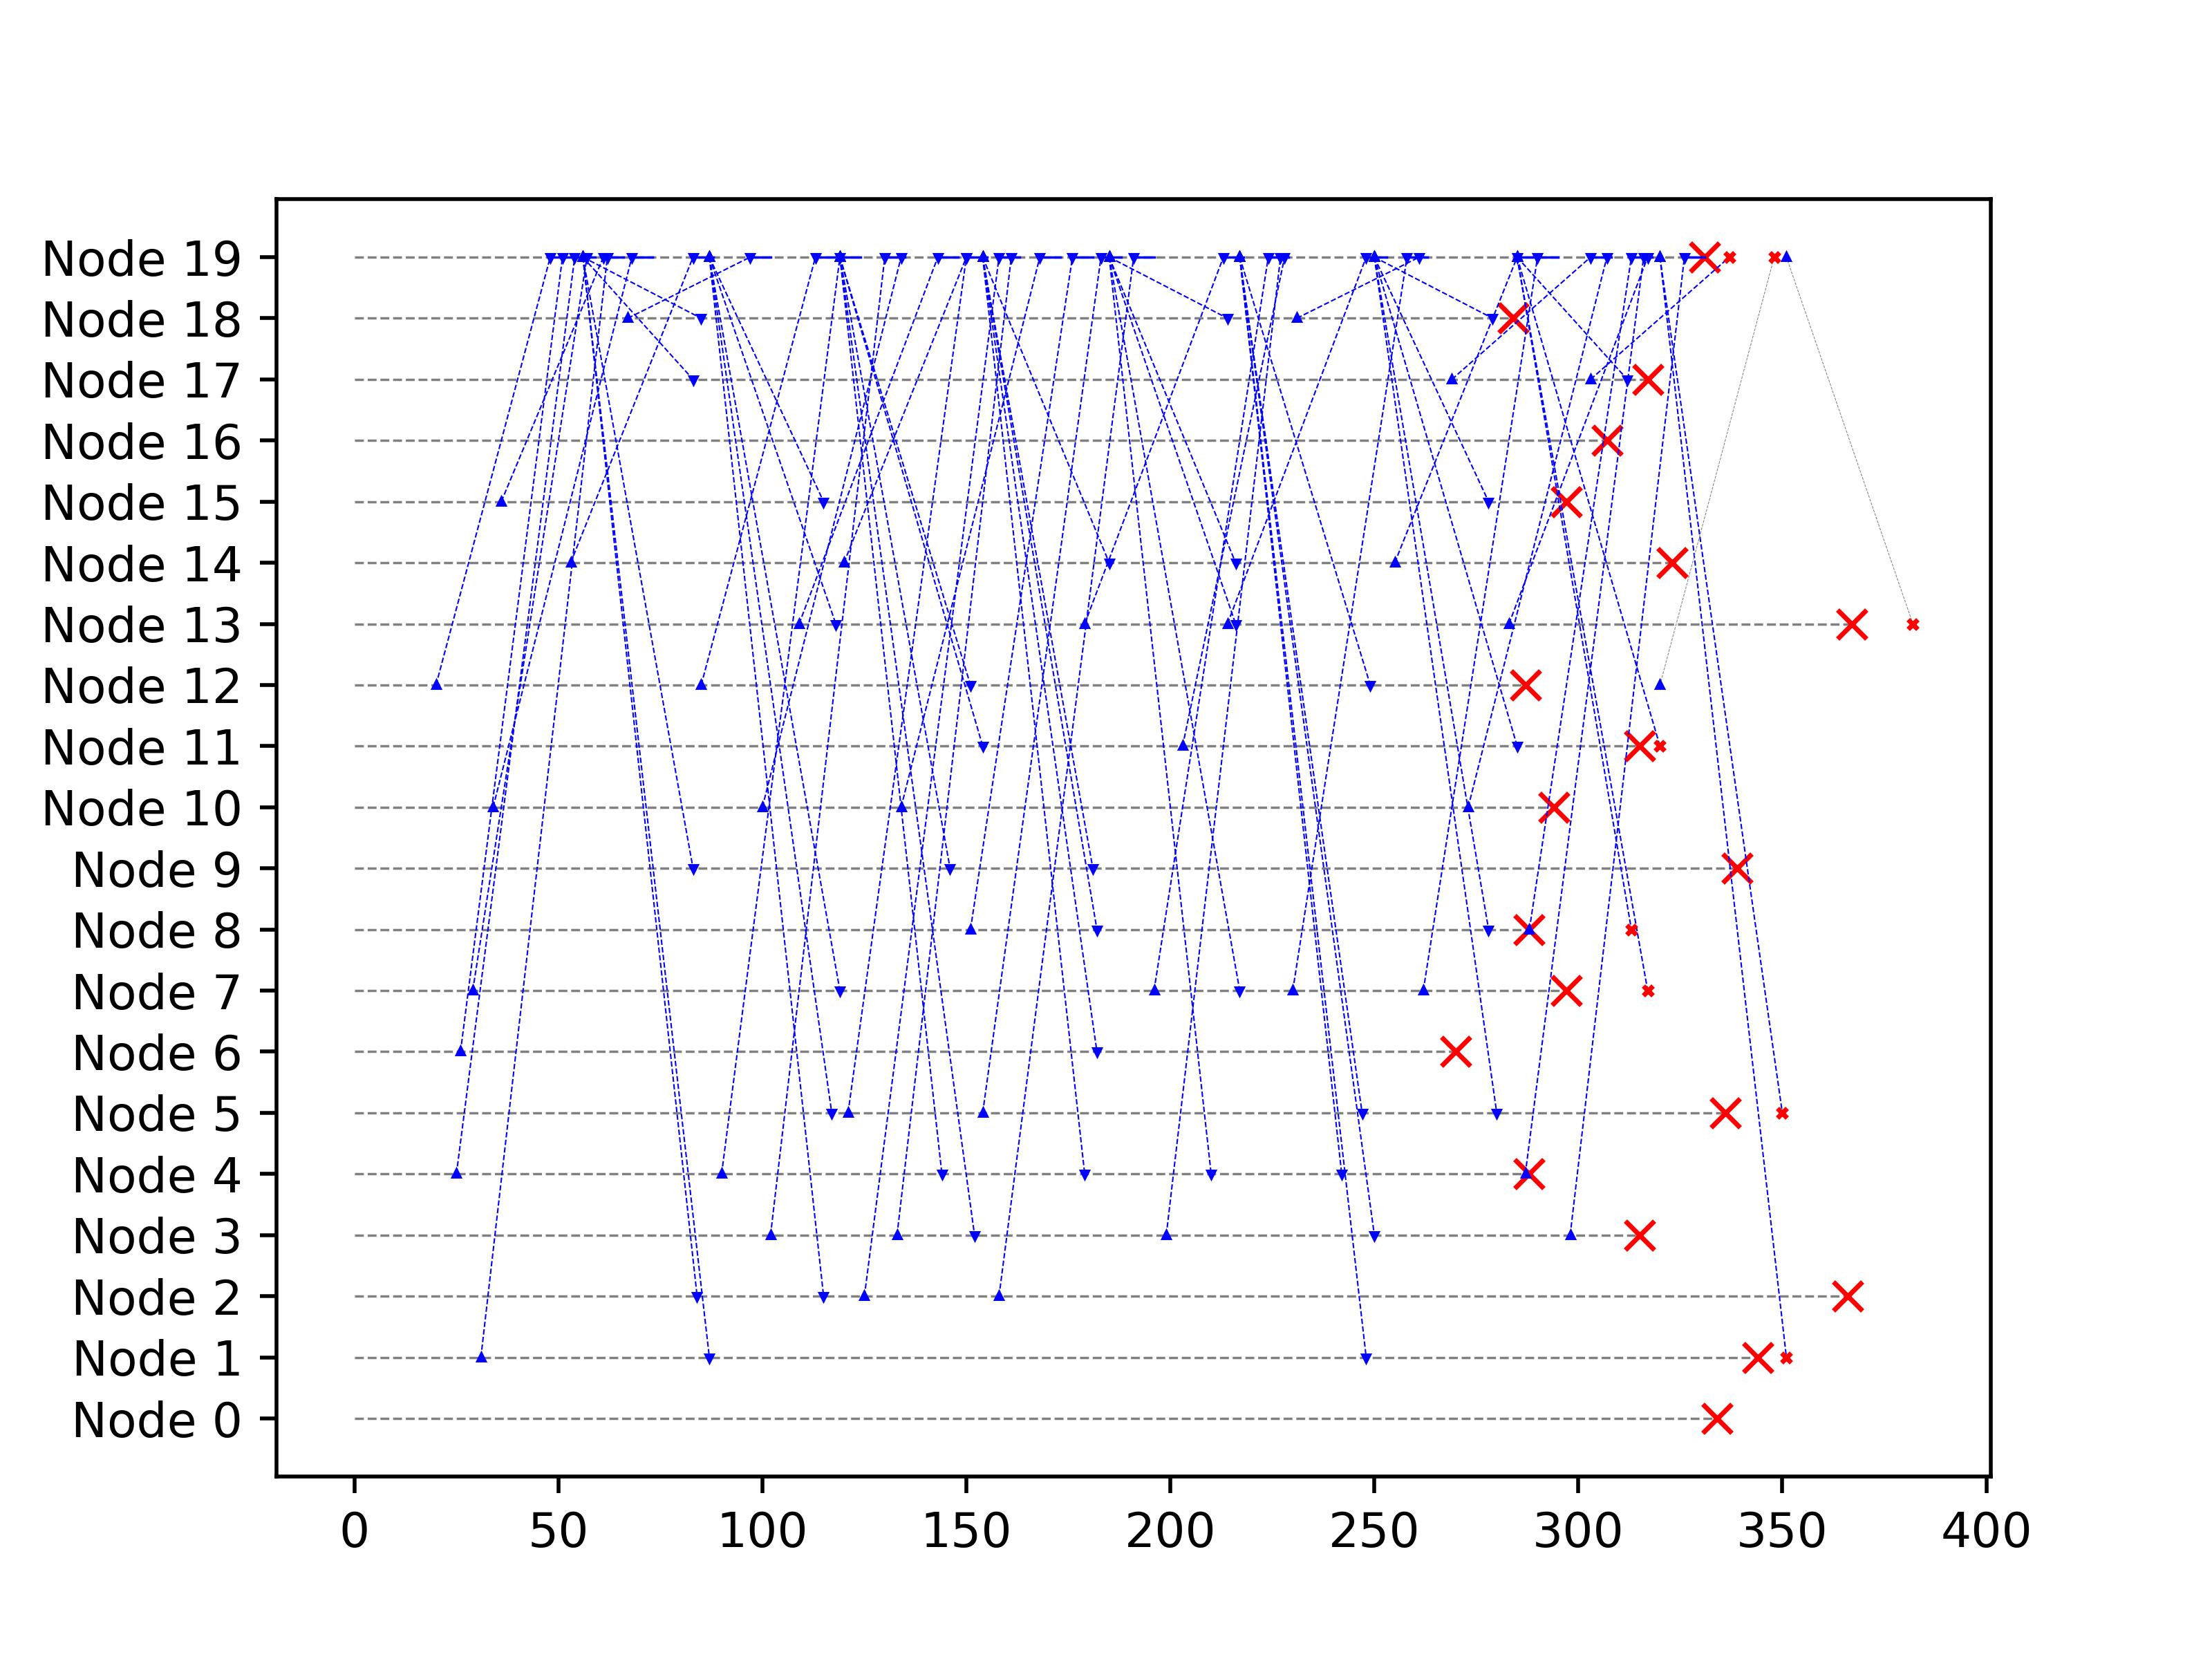 Node 19
Node 18
Node 17
Node 16
Node 15
Node 14
Node 13
Node 12
Node 11
Node 10
Node 9
Node 8
Node 7
Node 6
Node 5
Node 4
Node 3
Node 2
Node 1
Node 0
0 50 100 150 200 250 300 350 400